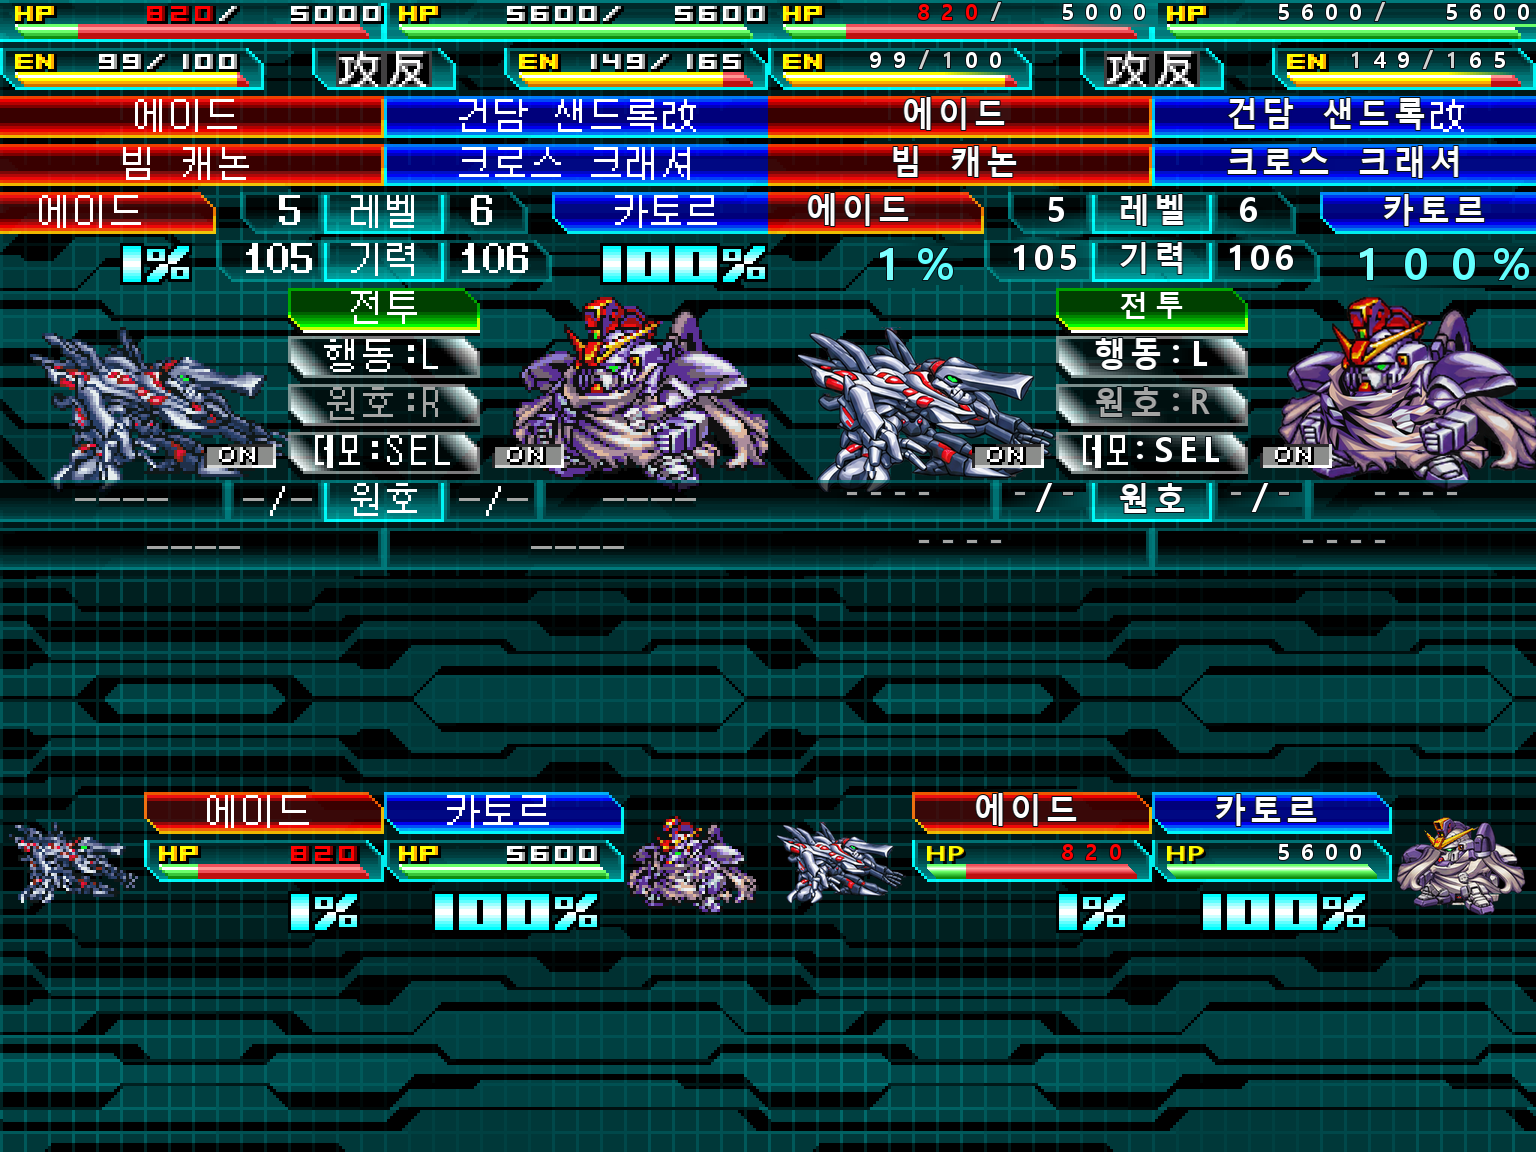 HP 820/ 5000 HP 5600/ 5600 HP 820/ 5000 HP 5600/ 5600
EN 99/100 攻反 EN 149/165 EN 99/100 攻反 EN 149/165
에이드 건담 샌드록改 에이드 건담 샌드록改
빔 캐논 크로스 크래셔 빔 캐논 크로스 크래셔
에이드 5 레벨 6 카토르 에이드 5 레벨 6 카토르
1% 105 기력 106 100% 1% 105 기력 106 100%
전투 전투
행동:L 행동:L
원호:R 원호:R
ON 데모:SEL ON ON 데모:SEL ON
---- -/- 원호 -/- ---- ---- -/- 원호 -/- ----
---- ---- ---- ----
에이드 카토르 에이드 카토르
HP 820 HP 5600 HP 820 HP 5600
1% 100% 1% 100%